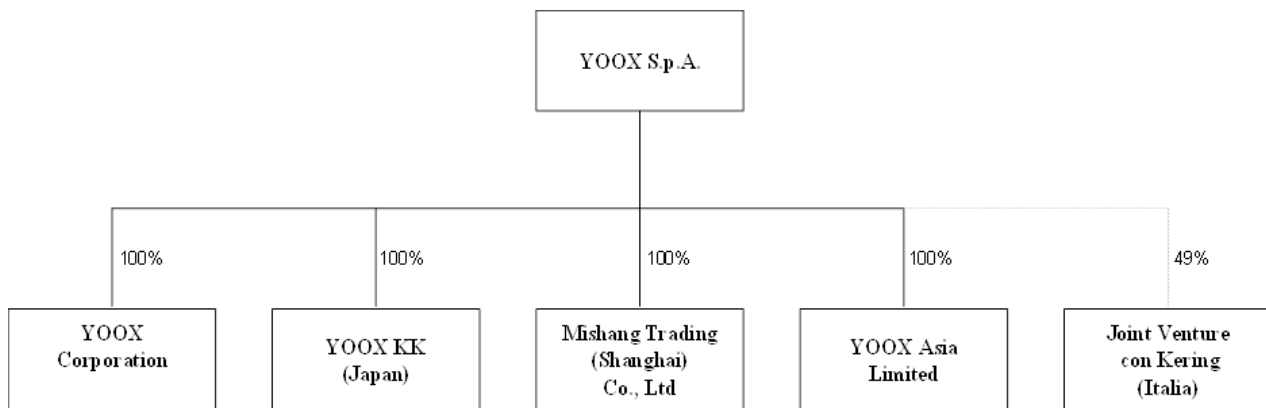 YOOX S.p.A.
100%
100%
100%
100%
49%
YOOX
Corporation
YOOX KK
(Japan)
Mishang Trading
(Shanghai)
Co., Ltd
YOOX Asia
Limited
Joint Venture
con Kering
(Italia)